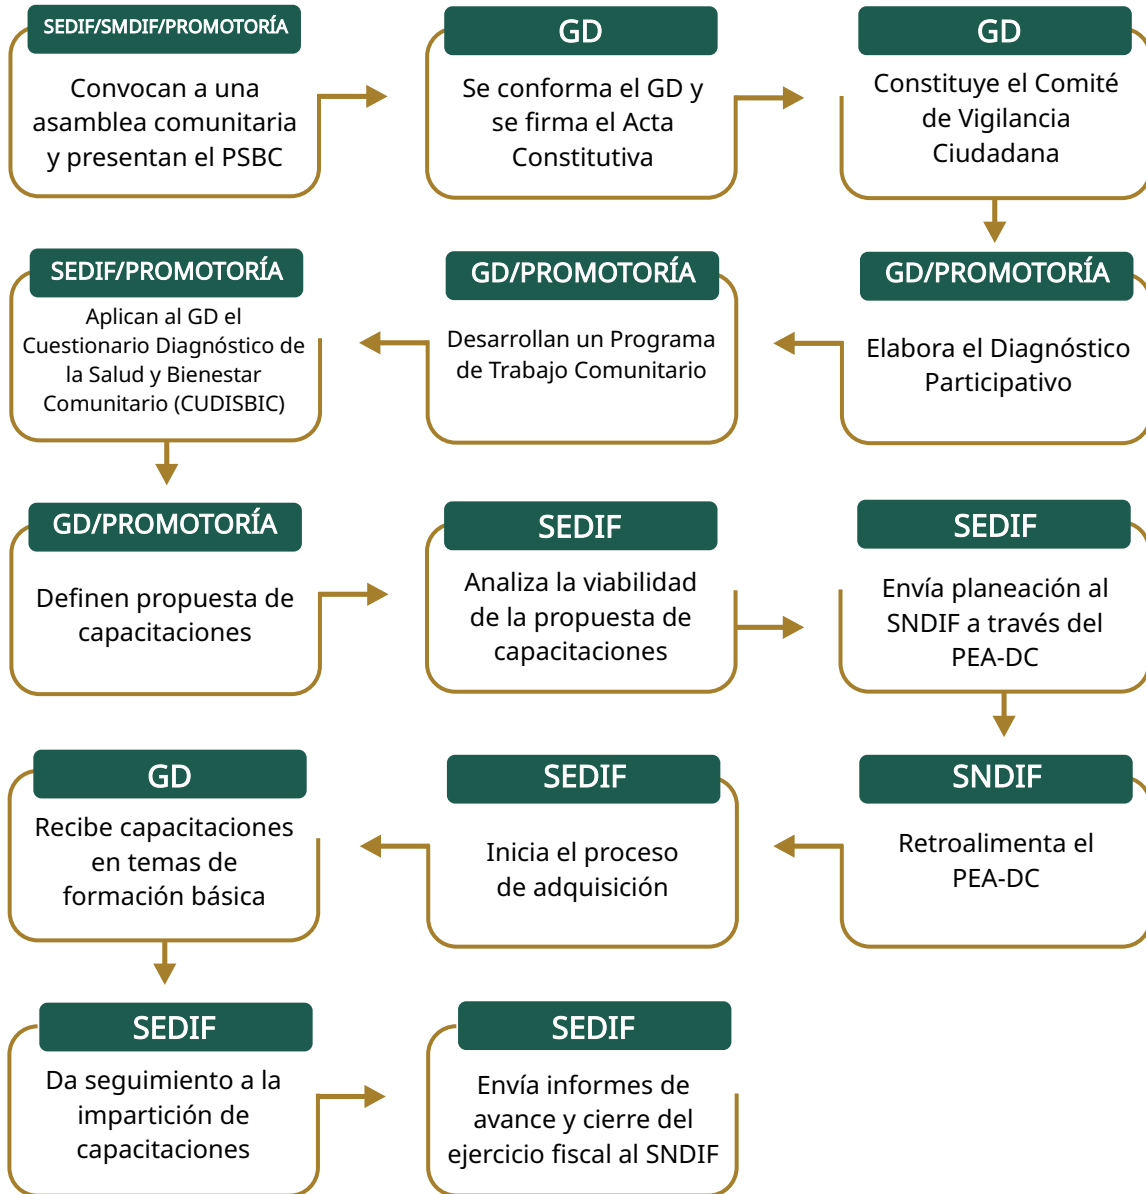 SEDIF/SMDIF/PROMOTORÍA
Convocan a una
asamblea comunitaria
y presentan el PSBC
GD
Se conforma el GD y
se firma el Acta
Constitutiva
GD
Constituye el Comité
de Vigilancia
Ciudadana
GD/PROMOTORÍA
Elabora el Diagnóstico
Participativo
GD/PROMOTORÍA
Desarrollan un Programa
de Trabajo Comunitario
SEDIF/PROMOTORÍA
Aplican al GD el
Cuestionario Diagnóstico de
la Salud y Bienestar
Comunitario (CUDISBIC)
GD/PROMOTORÍA
Definen propuesta de
capacitaciones
SEDIF
Analiza la viabilidad
de la propuesta de
capacitaciones
SEDIF
Envía planeación al
SNDIF a través del
PEA-DC
SNDIF
Retroalimenta el
PEA-DC
SEDIF
Inicia el proceso
de adquisición
GD
Recibe capacitaciones
en temas de
formación básica
SEDIF
Da seguimiento a la
impartición de
capacitaciones
SEDIF
Envía informes de
avance y cierre del
ejercicio fiscal al SNDIF